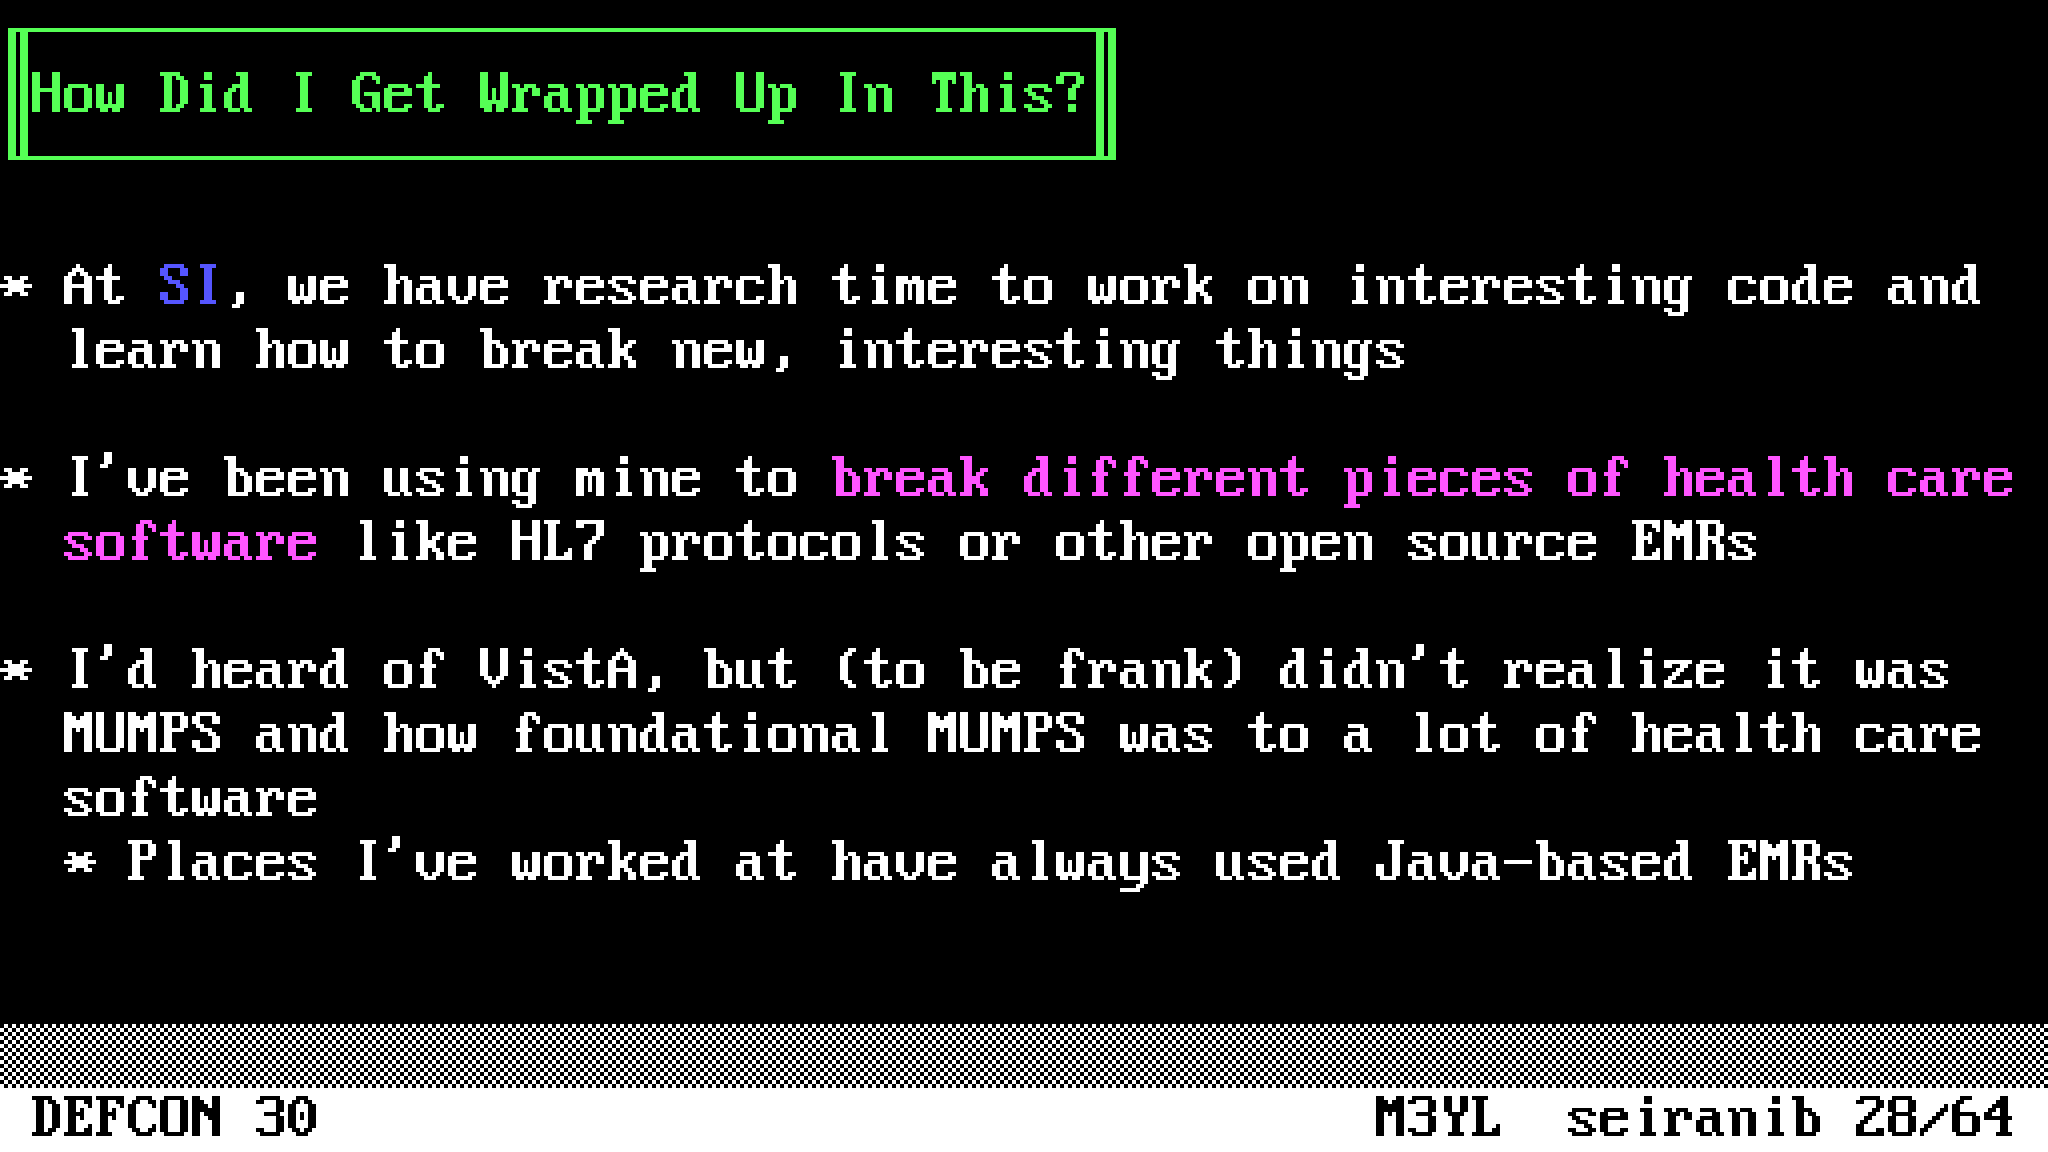 How Did I Get Wrapped Up In This?
* At SI, we have research time to work on interesting code and
learn how to break new, interesting things
* I've been using mine to break different pieces of health care
software like HL7 protocols or other open source EMRs
* I'd heard of VistA, but (to be frank) didn't realize it was
MUMPS and how foundational MUMPS was to a lot of health care
software
* Places I've worked at have always used Java-based EMRs
DEFCON 30 M3YL seiranib 28/64